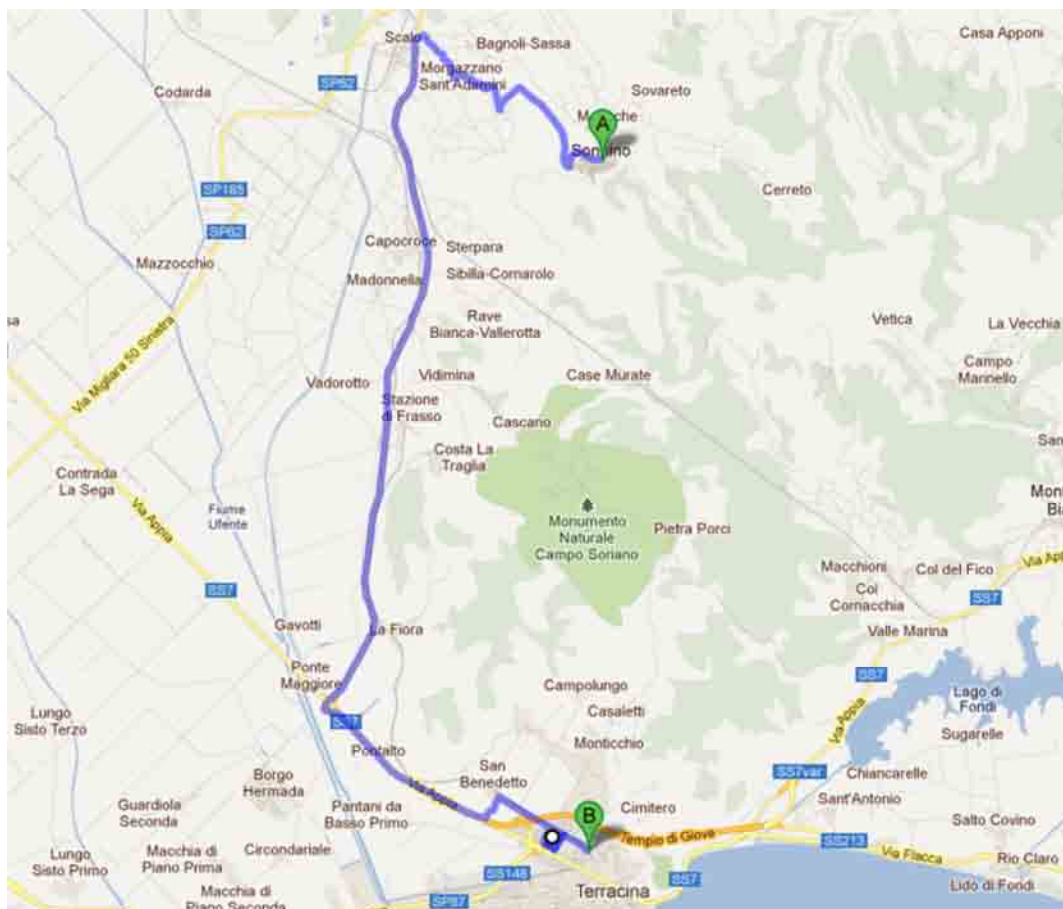 Scalo
Bagnoli-Sassa
Casa Apponi
Morgazzano
Sant'Adamini
SP62
Codarda
Sovareto
A
Sonnino
Cerreto
SP185
SP62
Mazzocchio
Capocroce
Sterpara
Madonnella
Sibilla-Cornarolo
Rave
Bianca-Vallerotta
Vetica
La Vecchia
Via Migliara 50 Sinistra
Campo
Marinello
Vadorotto
Vidimina
Case Murate
Stazione
di Frasso
Cascano
Costa La
Traglia
Contrada
La Sega
Via Appia
Fiume
Ufente
Monumento
Naturale
Campo Soriano
Pietra Porci
Macchioni
Col del Fico
Col
Cornacchia
SS7
SS7
Valle Marina
Gavotti
La Fiora
Ponte
Maggiore
SS7
Campolungo
Casaletti
Monticchio
Via Appia
Lago di
Fondi
Sugarelle
Lungo
Sisto Terzo
Pontalto
San
Benedetto
Borgo
Hermada
Via Appia
SS7var
Chiancarelle
Sant'Antonio
Guardiola
Seconda
Pantani da
Basso Primo
Cimitero
B
Tempio di Giove
Salto Covino
SS213
Via Flacca
Rio Claro
Lungo
Sisto Primo
Macchia di
Piano Prima
Circondariale
SS148
SS7
Terracina
Macchia di
Piano Seconda
SP87
Lido di Fondi